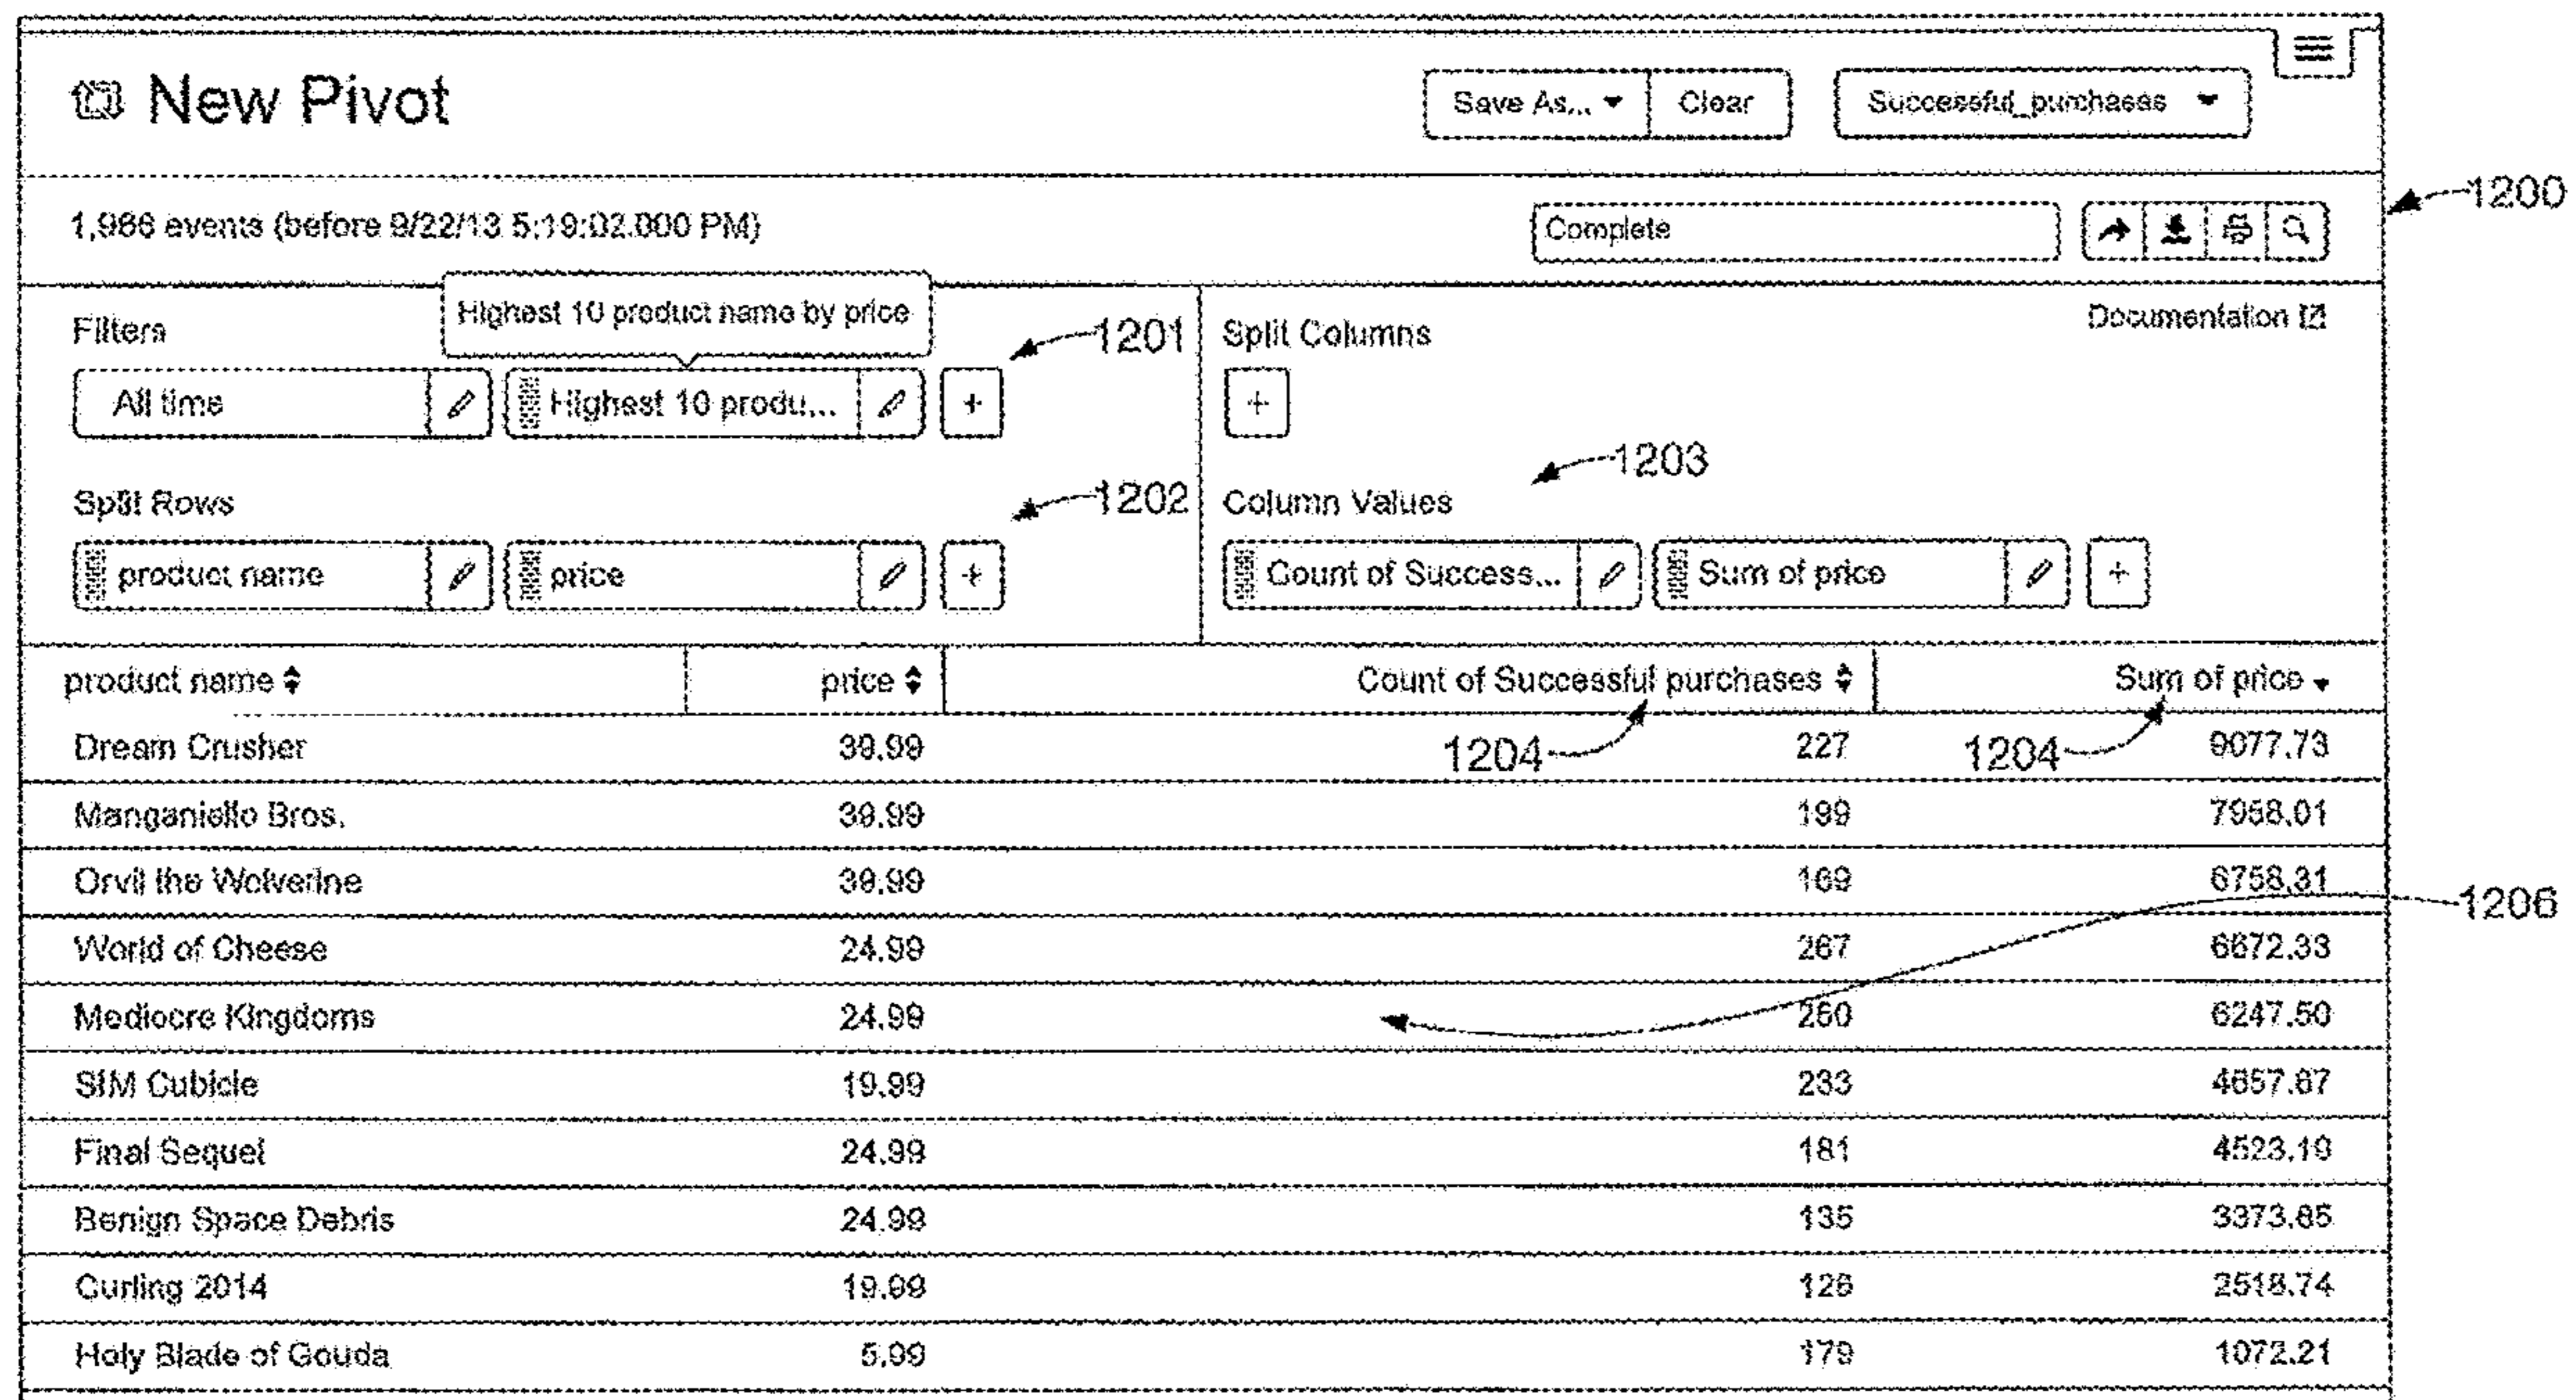 New Pivot
Save As... Clear Successful_purchases
1200
1,966 events (before 9/22/13 5:19:02.000 PM)
Complete
Highest 10 product name by price
Documentation
Filters
1201
Split Columns
All time
Highest 10 produ...
+
+
1203
Split Rows
1202
Column Values
product name
price
+
Count of Success...
Sum of price
+
product name price Count of Successful purchases Sum of price
1204 1204
Dream Crusher 39.99 227 9077.73
Manganiello Bros. 39.99 199 7958.01
Orvil the Wolverine 39.99 169 6758.31
1206
World of Cheese 24.99 267 6672.33
Mediocre Kingdoms 24.99 250 6247.50
SIM Cubicle 19.99 233 4657.67
Final Sequel 24.99 181 4523.19
Benign Space Debris 24.99 135 3373.65
Curling 2014 19.99 126 2518.74
Holy Blade of Gouda 5.99 179 1072.21